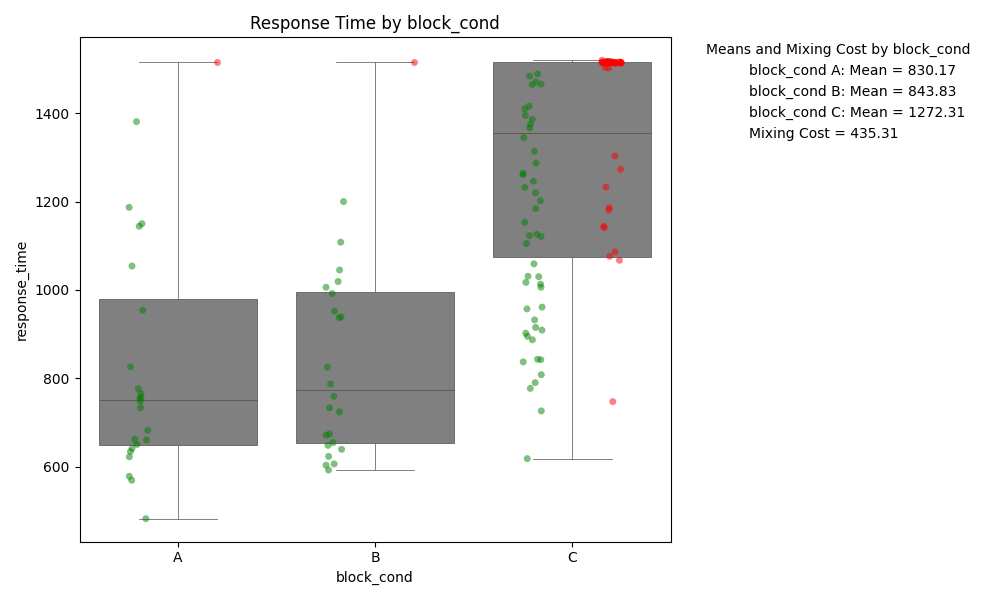 Response Time by block_cond
Means and Mixing Cost by block_cond
block_cond A: Mean = 830.17
block_cond B: Mean = 843.83
block_cond C: Mean = 1272.31
Mixing Cost = 435.31
response_time
1400
1200
1000
800
600
A
B
C
block_cond